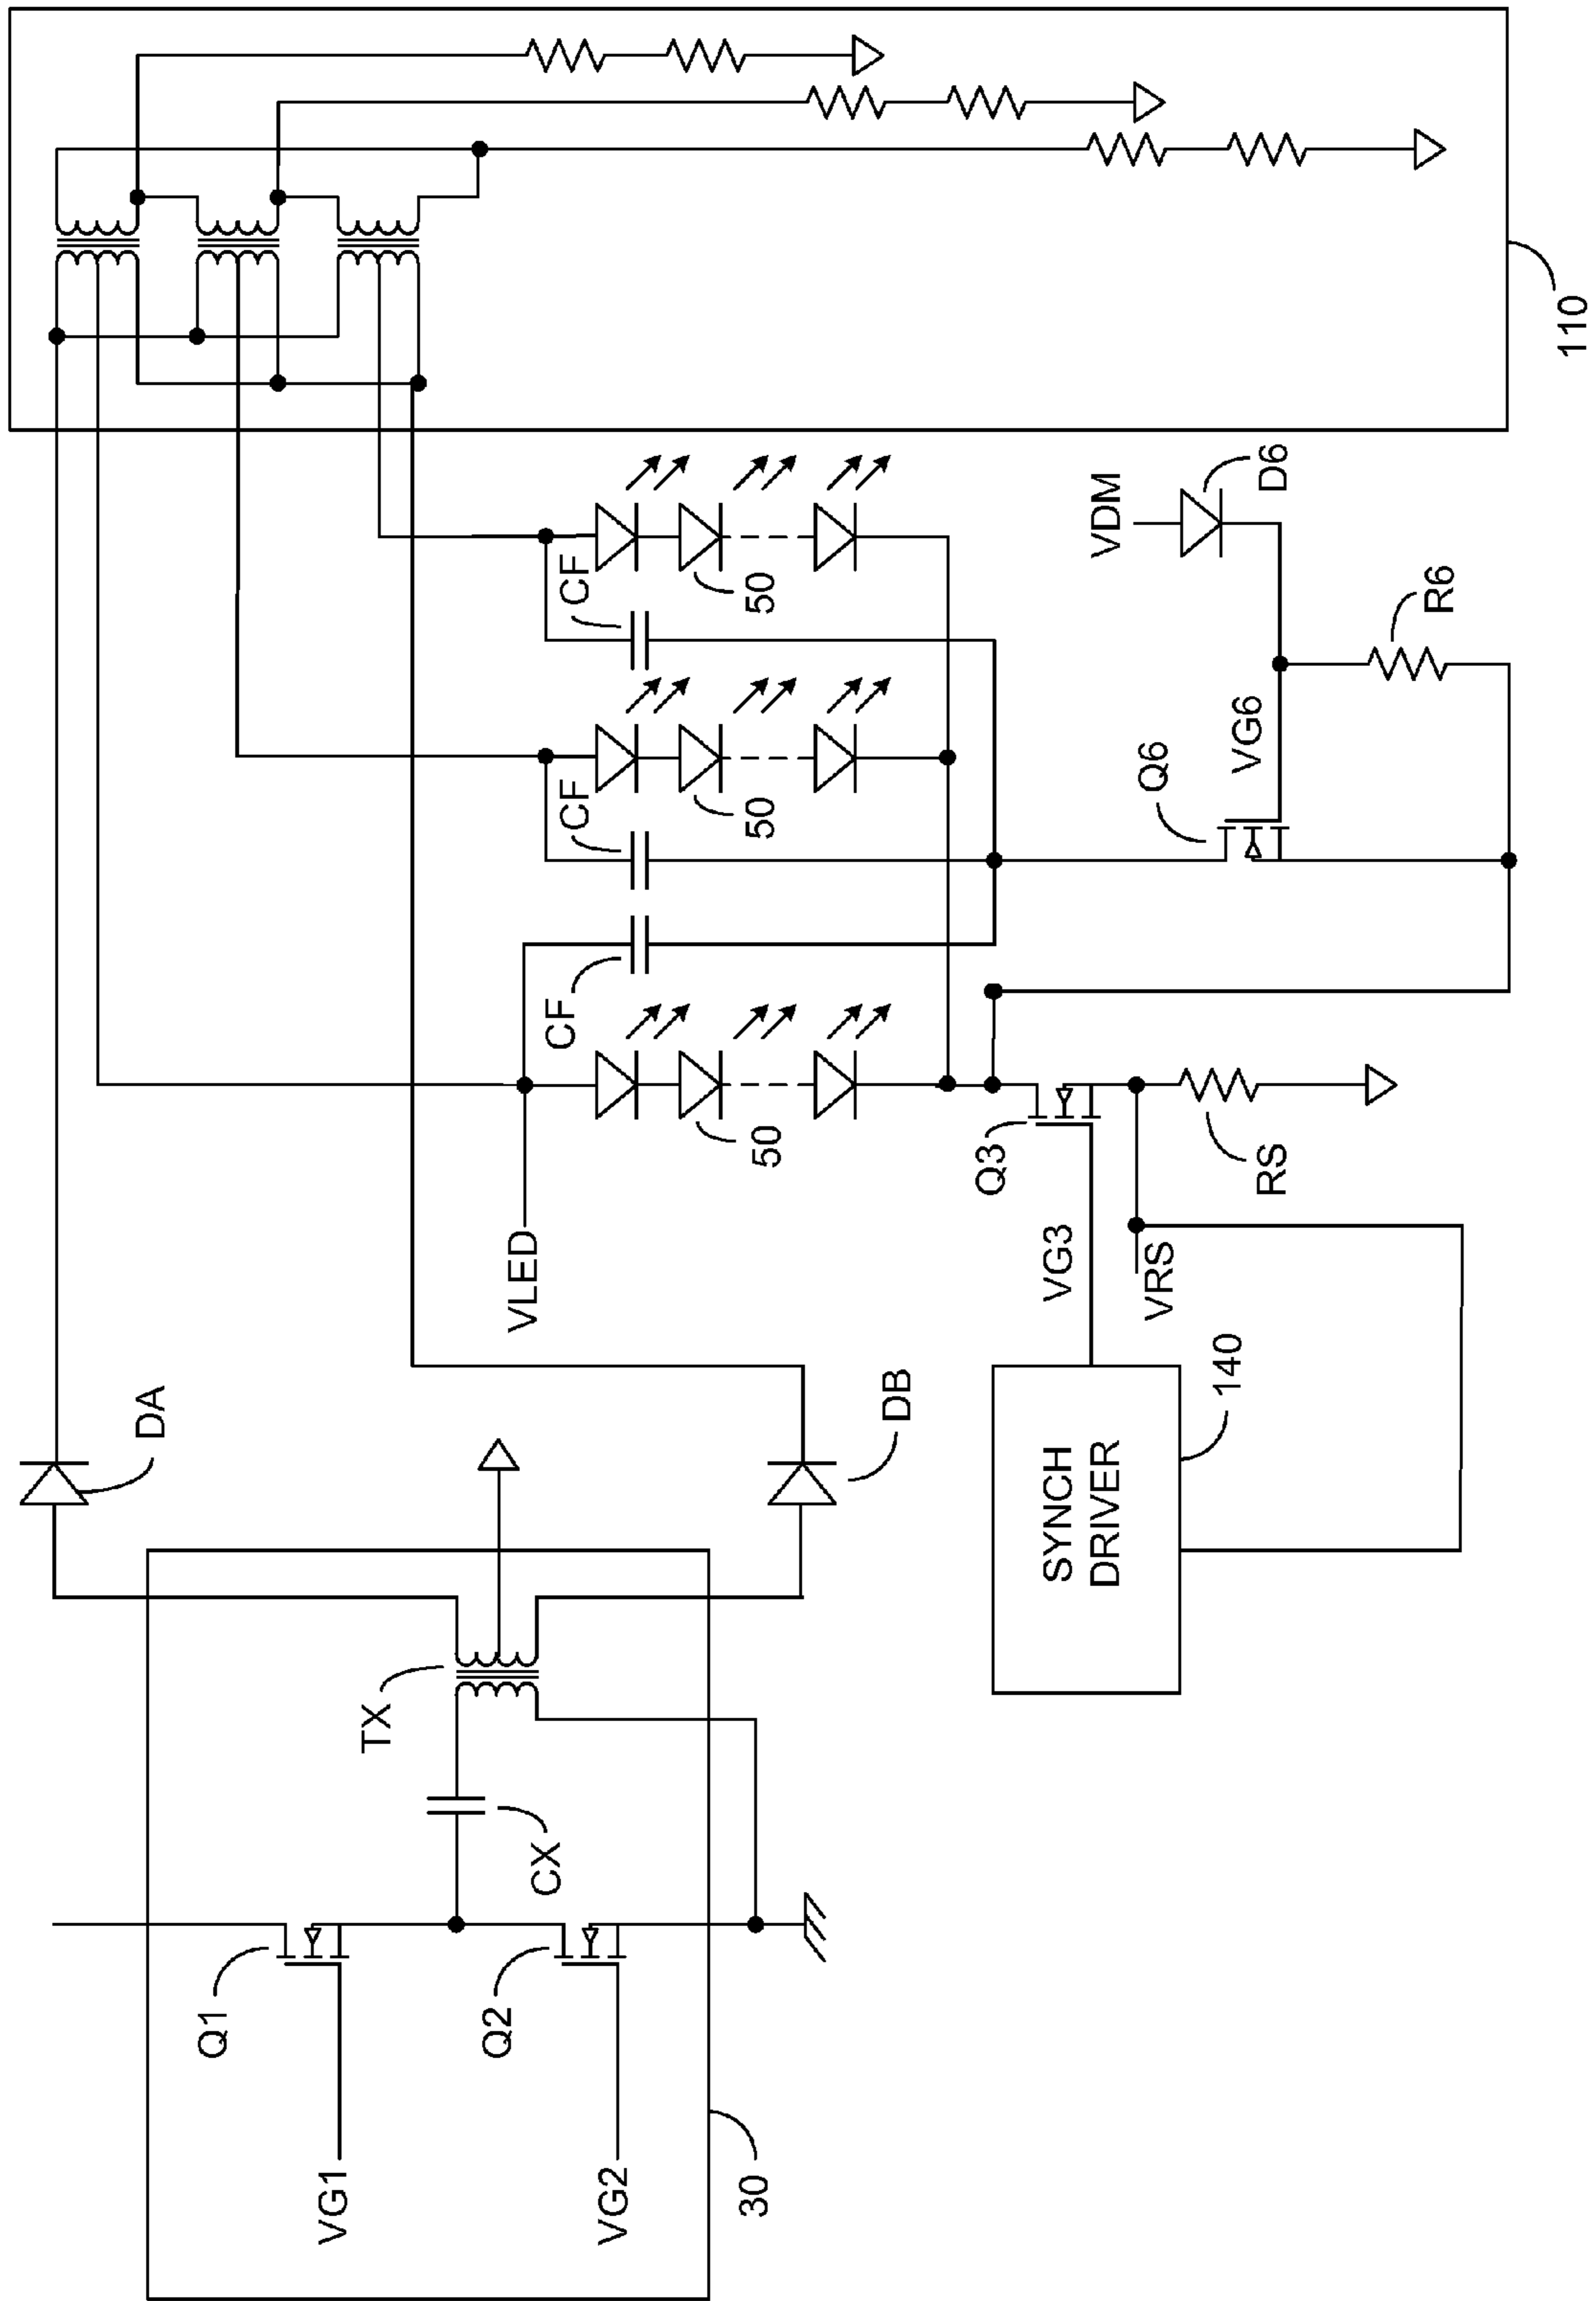 DA
110
VDM
D6
CF
50
CF
50
CF
50
R6
VG6
Q6
VLED
DB
TX
CX
Q1
Q2
VG1
VG2
30
Q3
VG3
RS
VRS
SYNCH
DRIVER
140